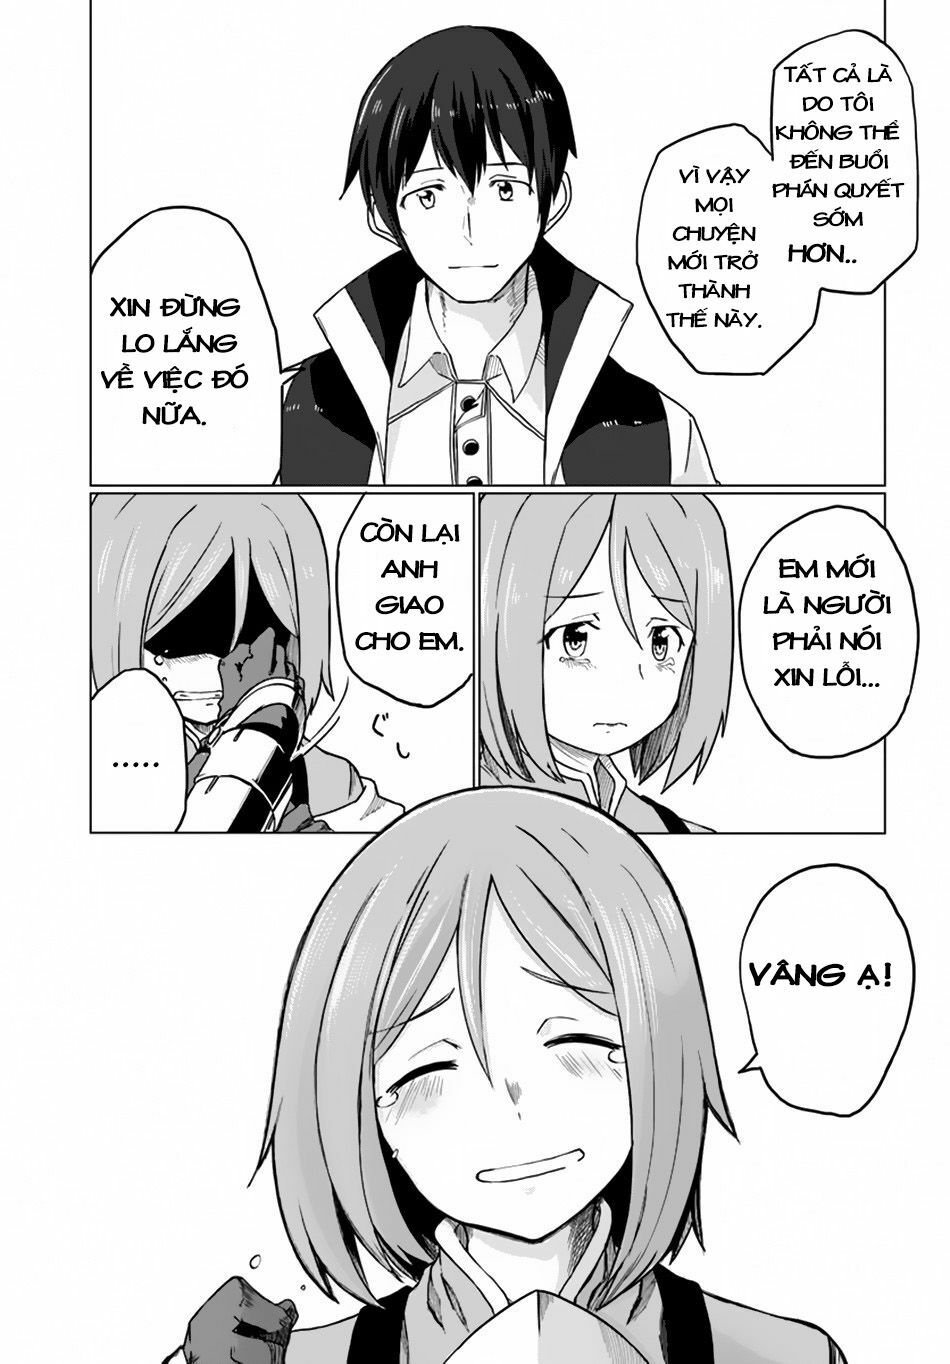 TẤT CẢ LÀ
DO TÔI
KHÔNG THỂ
ĐẾN BUỔI
PHÁN QUYẾT
SỚM
HƠN..
VÌ VẬY
MỌI
CHUYỆN
MỚI TRỞ
THÀNH
THẾ NÀY.
XIN ĐỪNG
LO LẮNG
VỀ VIỆC ĐÓ
NỮA.
EM MỚI
LÀ NGƯỜI
PHẢI NÓI
XIN LỖI...
CÒN LẠI
ANH
GIAO
CHO EM.
ぐし
.....
VÂNG Ạ!